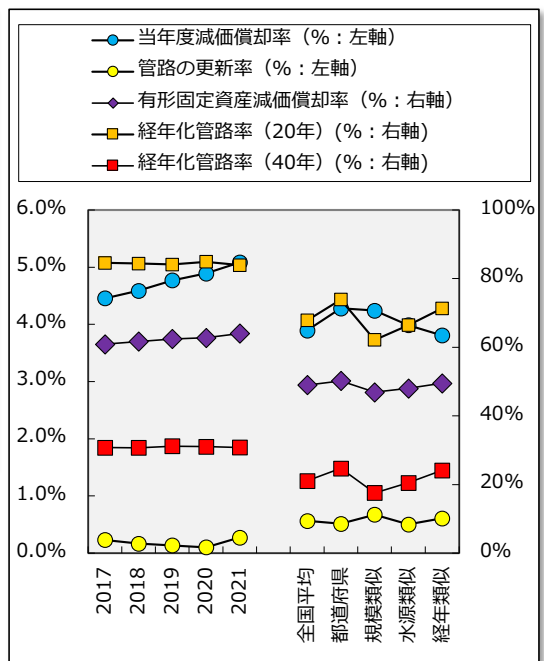 当年度減価償却率（%：左軸）
管路の更新率（%：左軸）
有形固定資産減価償却率（%：右軸）
経年化管路率（20年）(%：右軸)
経年化管路率（40年）(%：右軸)
6.0%
5.0%
4.0%
3.0%
2.0%
1.0%
0.0%
100%
80%
60%
40%
20%
0%
2017
2018
2019
2020
2021
全国平均
都道府県
規模類似
水源類似
経年類似